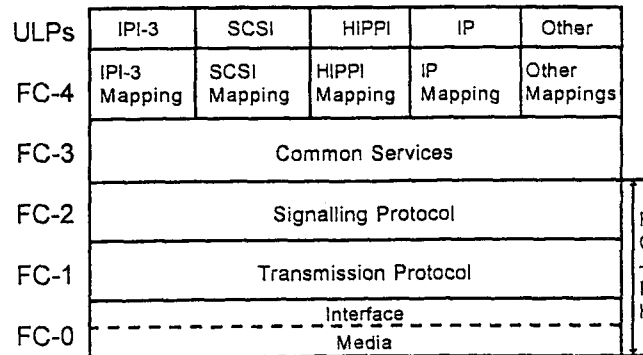 ULPs IPI-3 SCSI HIPPI IP Other
FC-4 IPI-3 Mapping SCSI Mapping HIPPI Mapping IP Mapping Other Mappings
FC-3 Common Services
FC-2 Signalling Protocol
FC-1 Transmission Protocol
Interface
FC-0
Media